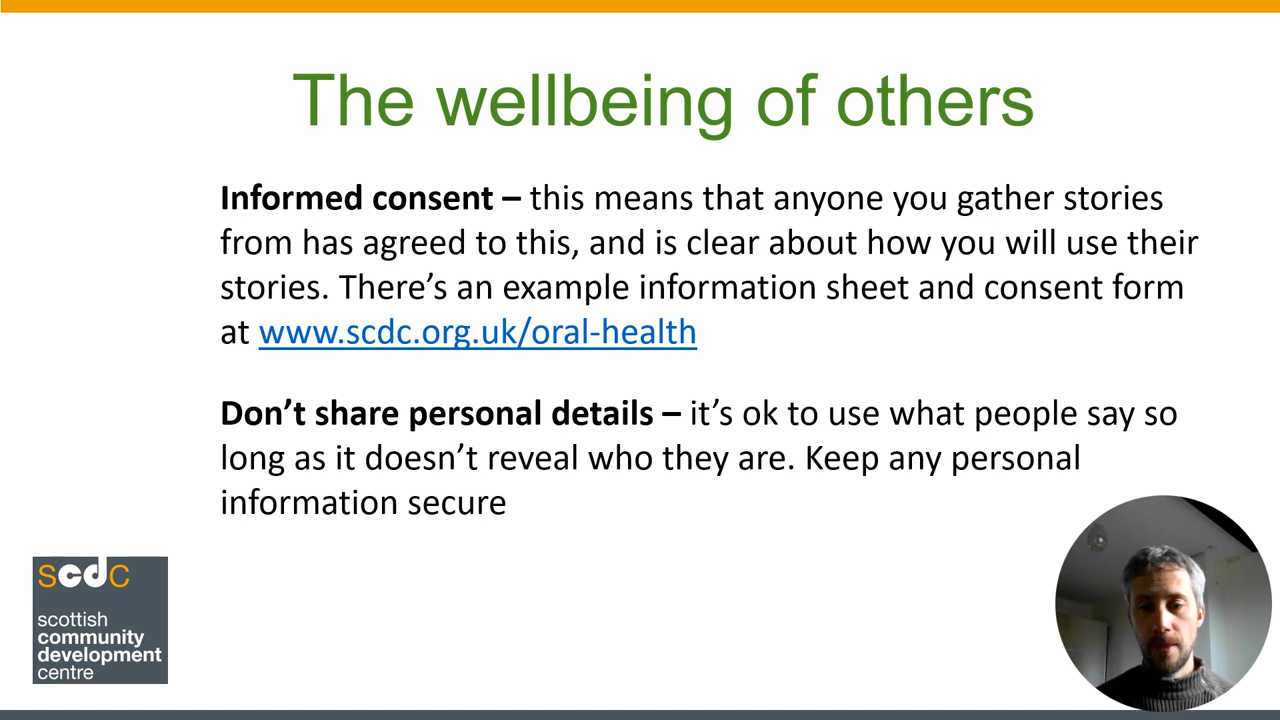 The wellbeing of others
Informed consent – this means that anyone you gather stories
from has agreed to this, and is clear about how you will use their
stories. There’s an example information sheet and consent form
at www.scdc.org.uk/oral-health
Don’t share personal details – it’s ok to use what people say so
long as it doesn’t reveal who they are. Keep any personal
information secure
scdc
scottish
community
development
centre